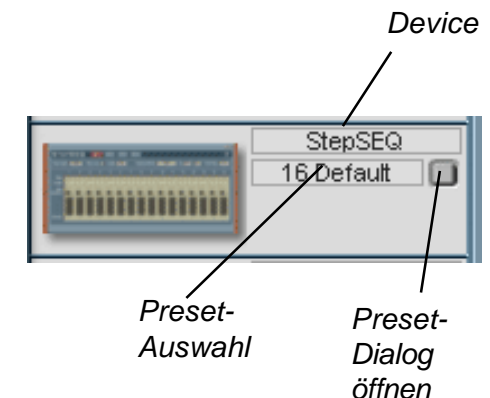 Device
StepSEQ
16 Default
Preset-
Auswahl
Preset-
Dialog
öffnen